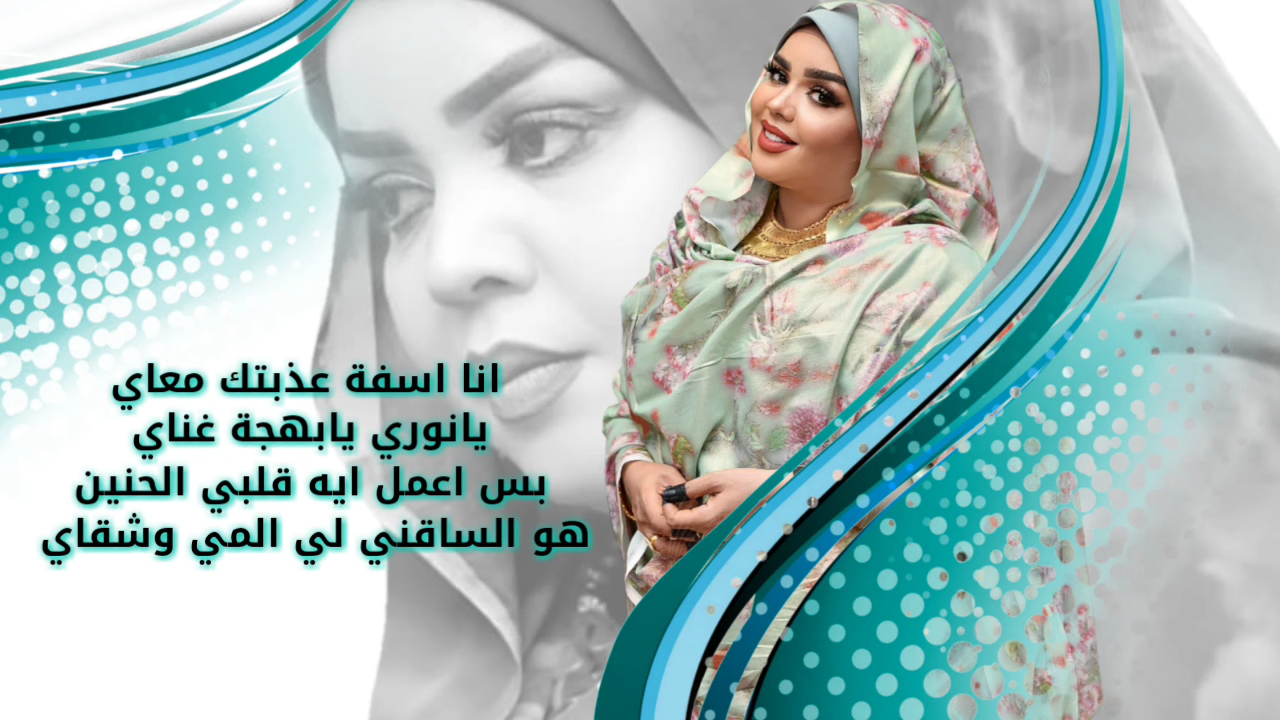 انا اسفة عذبتك معاي
يانوري يابهجة غناي
بس اعمل ايه قلبي الحنين
هو الساقني لي المي وشقاي